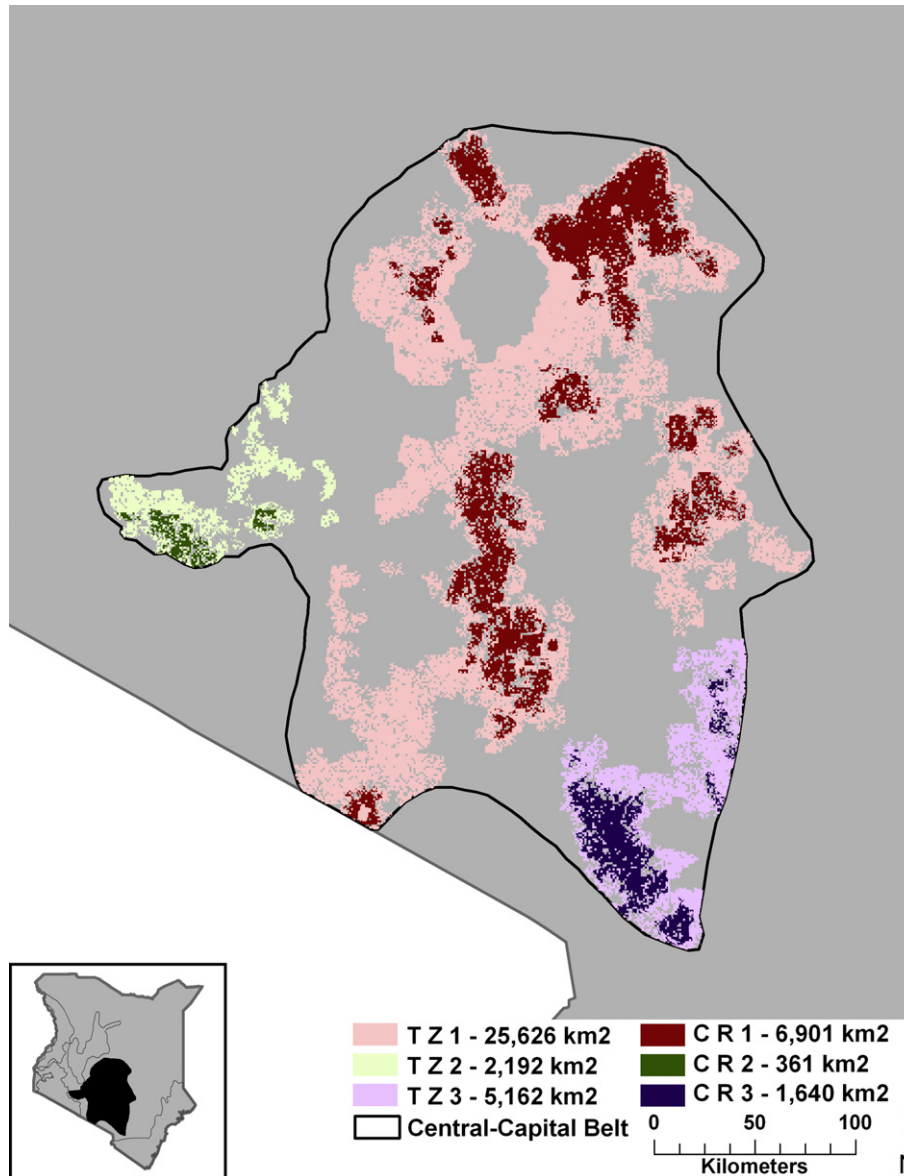 T Z 1 - 25,626 km2
T Z 2 - 2,192 km2
T Z 3 - 5,162 km2
Central-Capital Belt
C R 1 - 6,901 km2
C R 2 - 361 km2
C R 3 - 1,640 km2
0 50 100
Kilometers